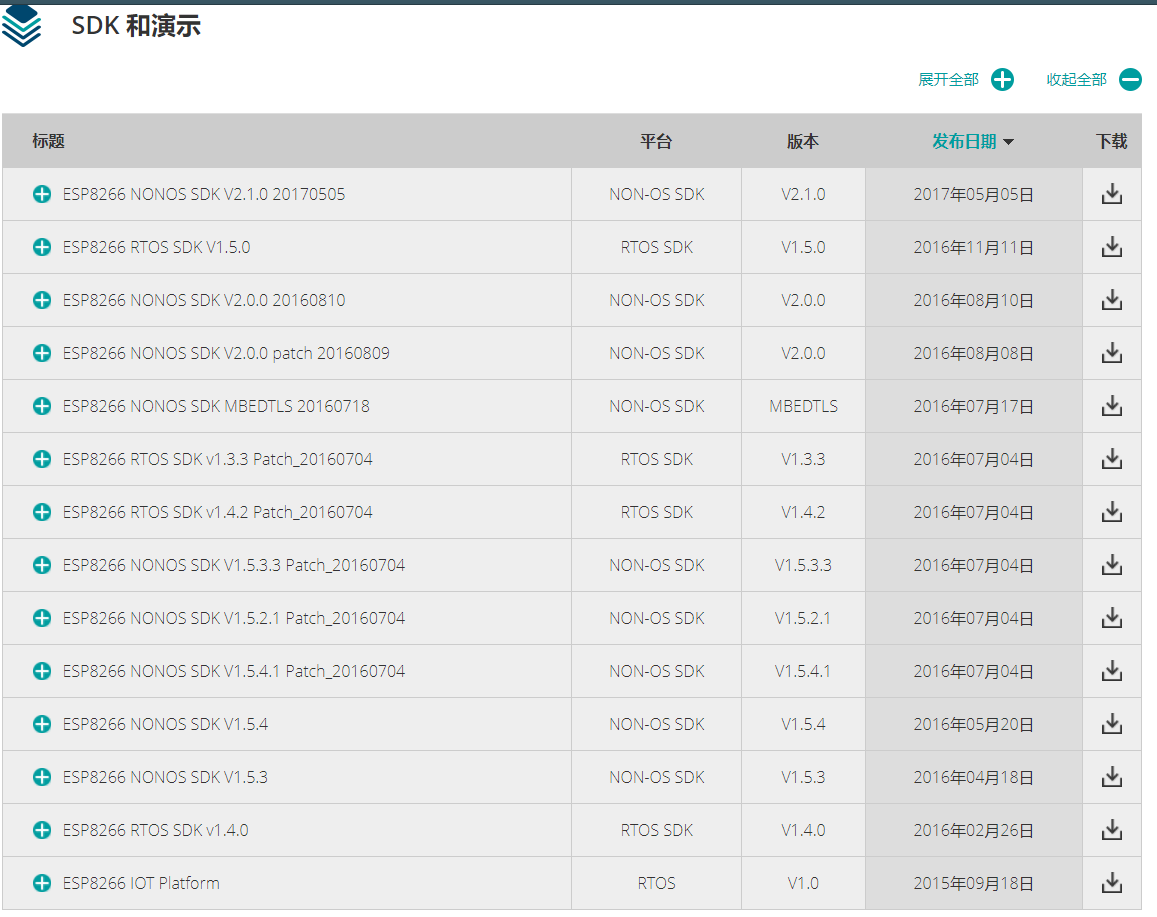 SDK 和演示
展开全部 收起全部
标题 平台 版本 发布日期 下载
ESP8266 NONOS SDK V2.1.0 20170505 NON-OS SDK V2.1.0 2017年05月05日
ESP8266 RTOS SDK V1.5.0 RTOS SDK V1.5.0 2016年11月11日
ESP8266 NONOS SDK V2.0.0 20160810 NON-OS SDK V2.0.0 2016年08月10日
ESP8266 NONOS SDK V2.0.0 patch 20160809 NON-OS SDK V2.0.0 2016年08月08日
ESP8266 NONOS SDK MBEDTLS 20160718 NON-OS SDK MBEDTLS 2016年07月17日
ESP8266 RTOS SDK v1.3.3 Patch_20160704 RTOS SDK V1.3.3 2016年07月04日
ESP8266 RTOS SDK v1.4.2 Patch_20160704 RTOS SDK V1.4.2 2016年07月04日
ESP8266 NONOS SDK V1.5.3.3 Patch_20160704 NON-OS SDK V1.5.3.3 2016年07月04日
ESP8266 NONOS SDK V1.5.2.1 Patch_20160704 NON-OS SDK V1.5.2.1 2016年07月04日
ESP8266 NONOS SDK V1.5.4.1 Patch_20160704 NON-OS SDK V1.5.4.1 2016年07月04日
ESP8266 NONOS SDK V1.5.4 NON-OS SDK V1.5.4 2016年05月20日
ESP8266 NONOS SDK V1.5.3 NON-OS SDK V1.5.3 2016年04月18日
ESP8266 RTOS SDK v1.4.0 RTOS SDK V1.4.0 2016年02月26日
ESP8266 IOT Platform RTOS V1.0 2015年09月18日